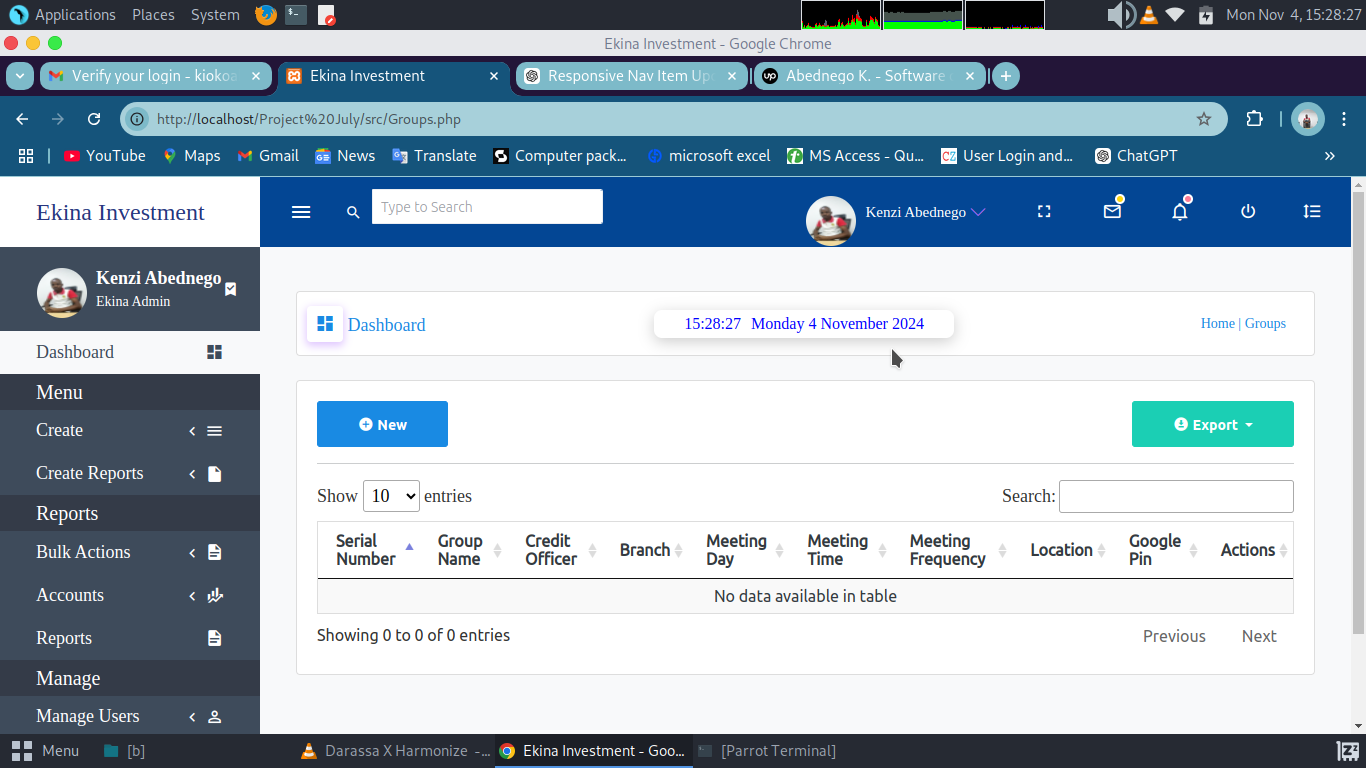 Applications Places System Mon Nov 4, 15:28:27
Ekina Investment - Google Chrome
Verify your login - kiokoa Ekina Investment Responsive Nav Item Up Abednego K. - Software
http://localhost/Project%20July/src/Groups.php
YouTube Maps Gmail News Translate Computer pack... microsoft excel MS Access - Qu... User Login and... ChatGPT »
Ekina Investment Type to Search Kenzi Abednego
Kenzi Abednego
Ekina Admin
Dashboard 15:28:27 Monday 4 November 2024 Home | Groups
Dashboard
Menu
Create
Create Reports
Reports
Bulk Actions
Accounts
Reports
Manage
Manage Users
New Export
Show 10 entries Search:
Serial Number Group Name Credit Officer Branch Meeting Day Meeting Time Meeting Frequency Location Google Pin Actions
No data available in table
Showing 0 to 0 of 0 entries Previous Next
Menu [b] Darassa X Harmonize -... Ekina Investment - Goo... [Parrot Terminal]